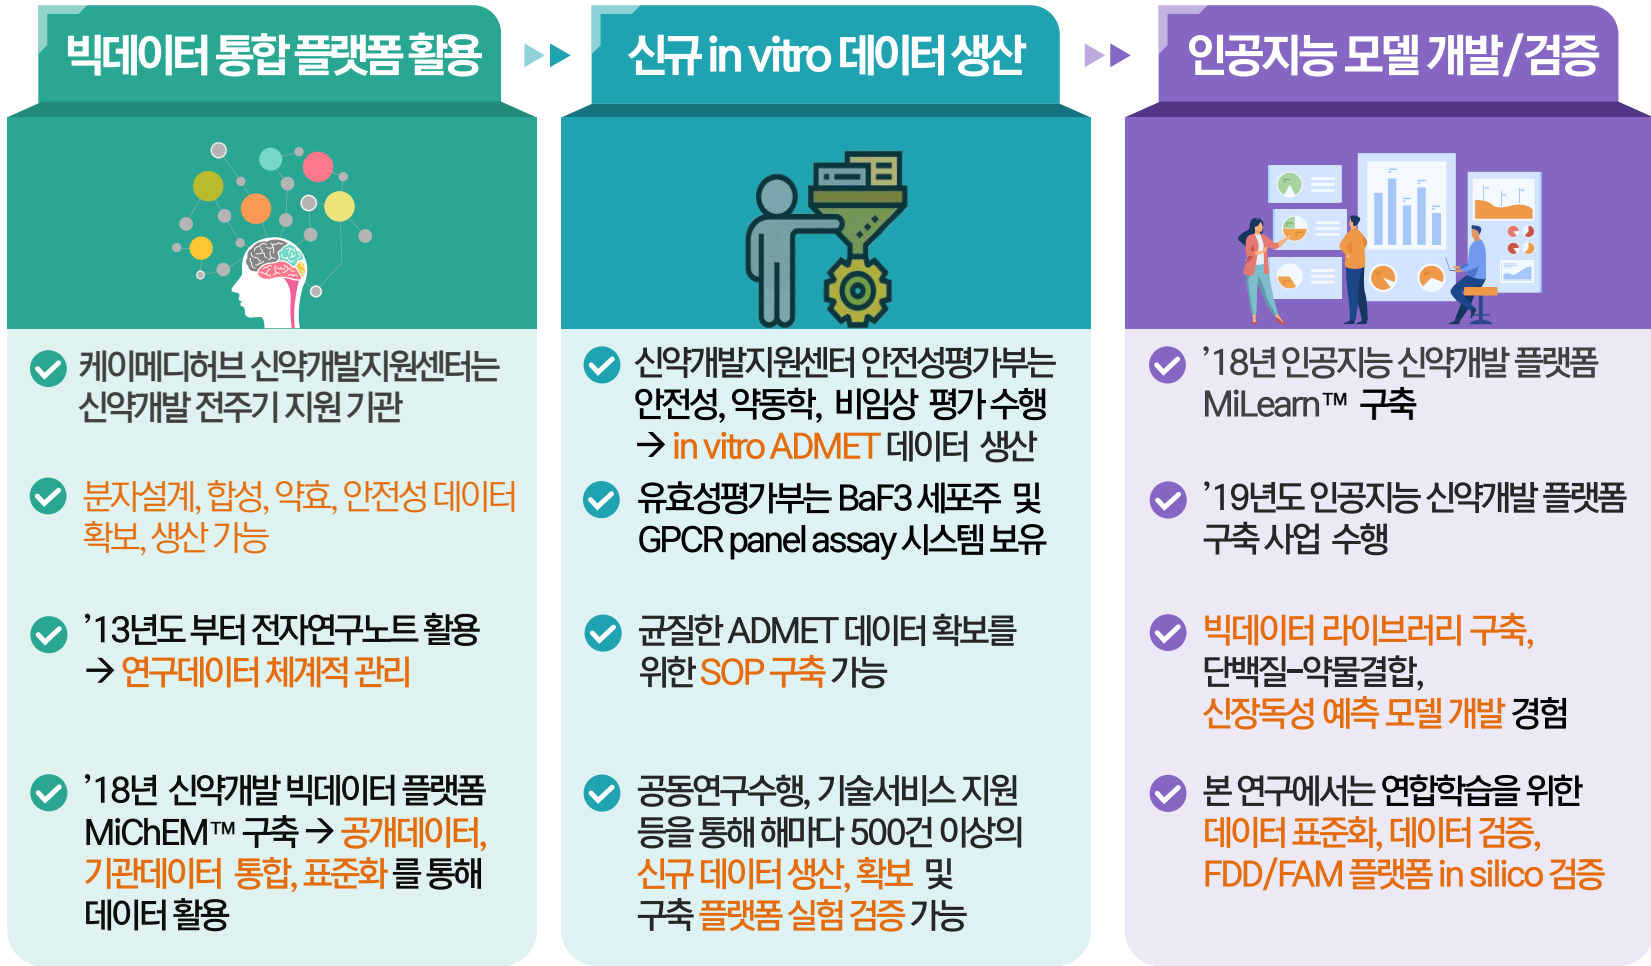 빅데이터 통합 플랫폼 활용
케이메디허브 신약개발지원센터는
신약개발 전주기 지원 기관
분자설계, 합성, 약효, 안전성 데이터
확보, 생산 가능
’13년도 부터 전자연구노트 활용
→ 연구데이터 체계적 관리
’18년 신약개발 빅데이터 플랫폼
MiChEM™ 구축 → 공개데이터,
기관데이터 통합, 표준화 를 통해
데이터 활용
신규 in vitro 데이터 생산
신약개발지원센터 안전성평가부는
안전성, 약동학, 비임상 평가 수행
→ in vitro ADMET 데이터 생산
유효성평가부는 BaF3 세포주 및
GPCR panel assay 시스템 보유
균질한 ADMET 데이터 확보를
위한 SOP 구축 가능
공동연구수행, 기술서비스 지원
등을 통해 해마다 500건 이상의
신규 데이터 생산, 확보 및
구축 플랫폼 실험 검증 가능
인공지능 모델 개발/검증
’18년 인공지능 신약개발 플랫폼
MiLearn™ 구축
’19년도 인공지능 신약개발 플랫폼
구축 사업 수행
빅데이터 라이브러리 구축,
단백질-약물결합,
신장독성 예측 모델 개발 경험
본 연구에서는 연합학습을 위한
데이터 표준화, 데이터 검증,
FDD/FAM 플랫폼 in silico 검증